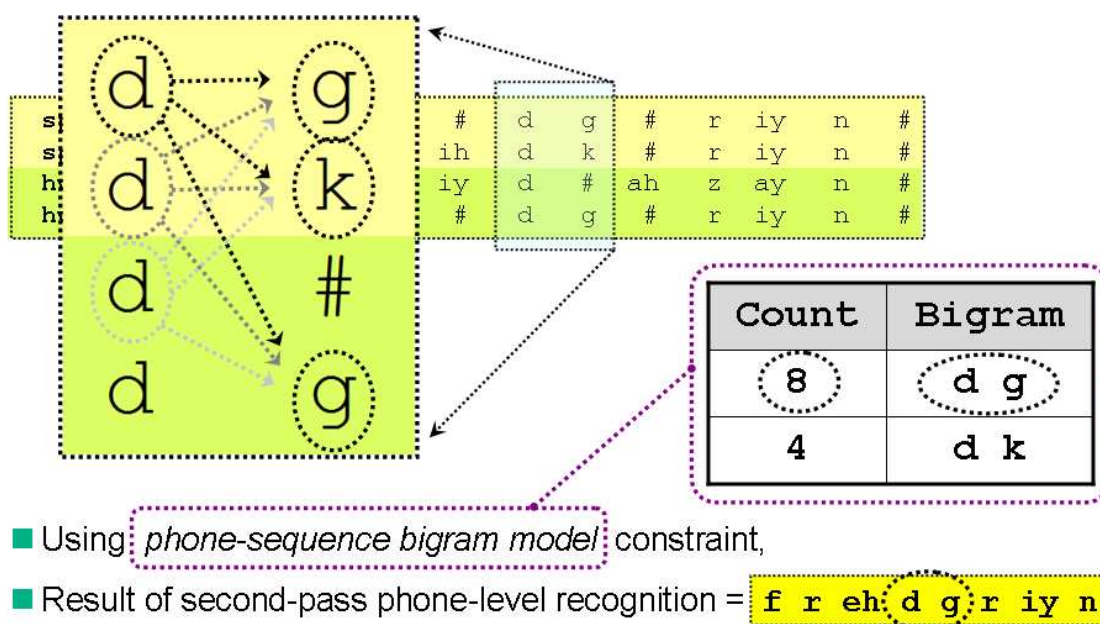 d g
d k
d #
d g
# d g # r iy n #
ih d k # r iy n #
iy d # ah z ay n #
# d g # r iy n #
Count Bigram
8 d g
4 d k
Using phone-sequence bigram model constraint,
Result of second-pass phone-level recognition = f r eh d g r iy n